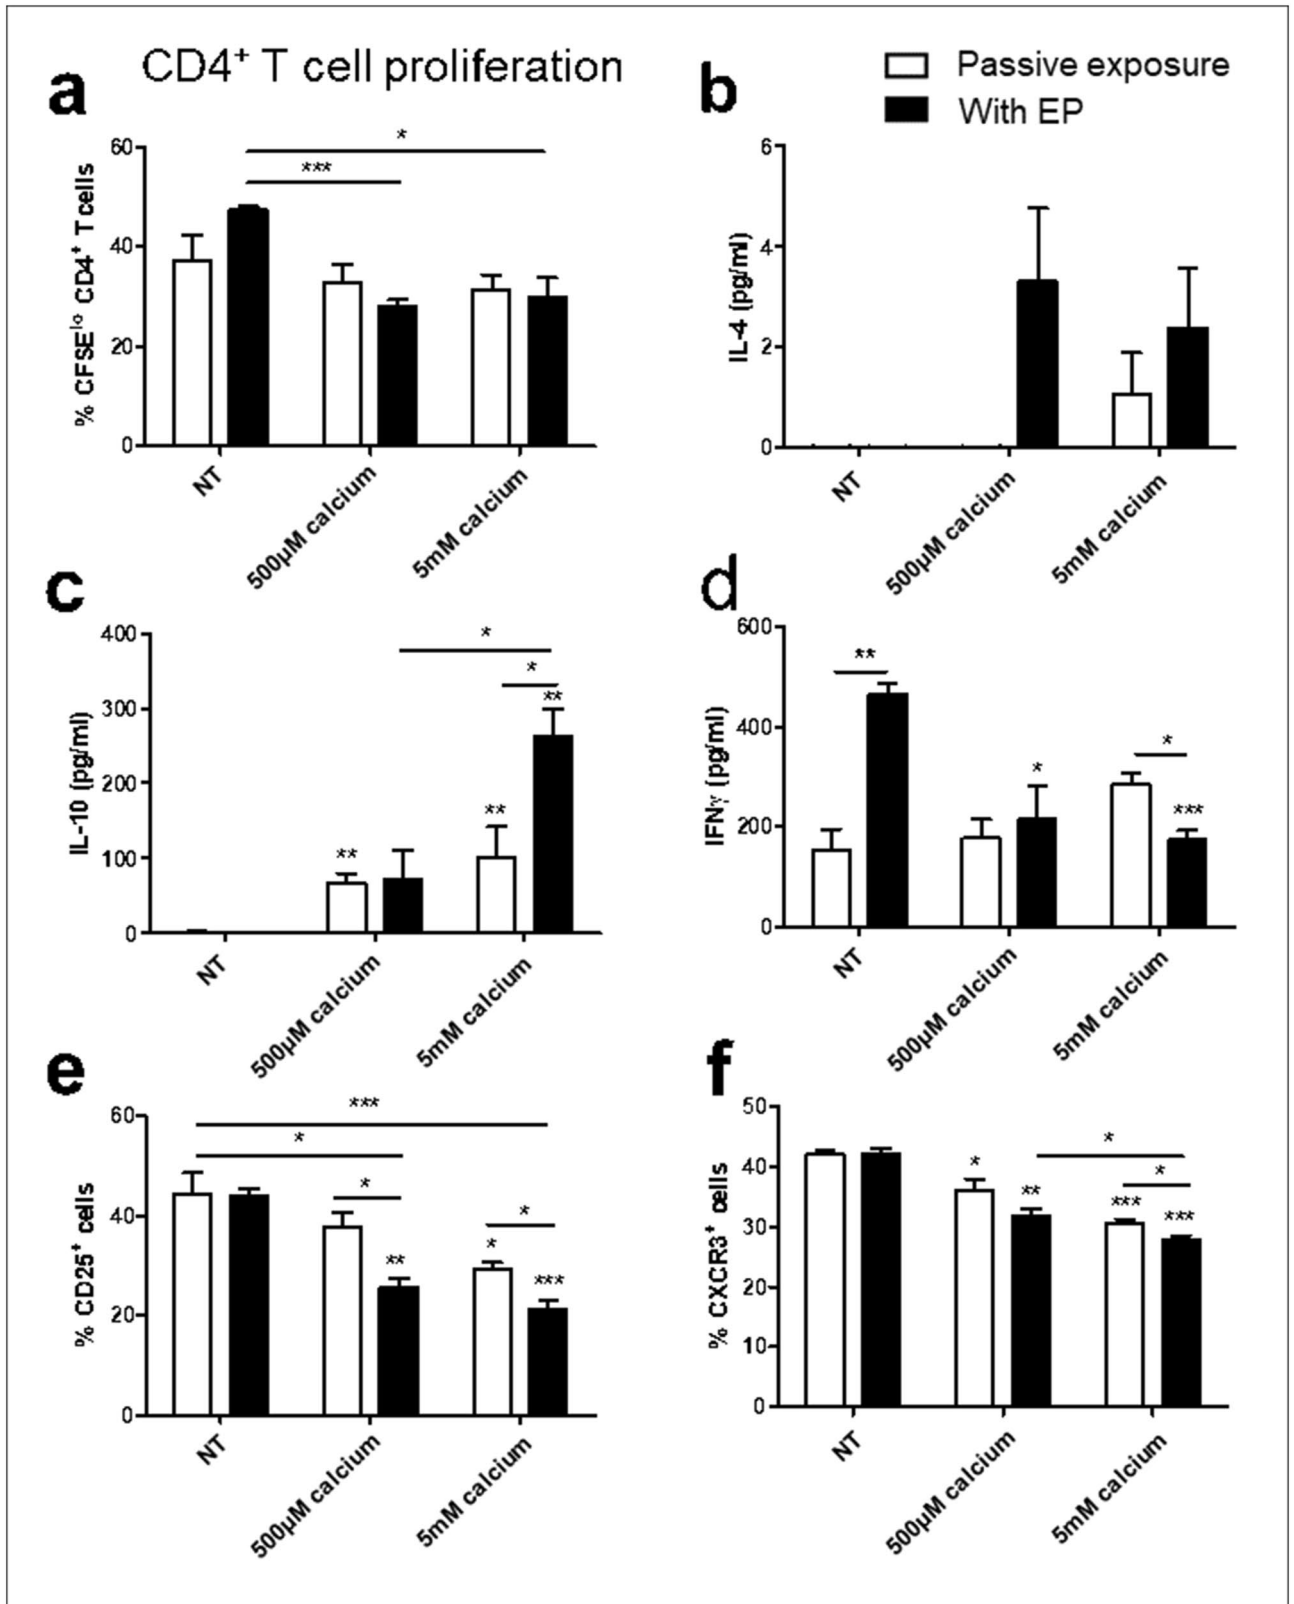 a
CD4⁺ T cell proliferation
b
Passive exposure
With EP
% CFSEˡᵒ CD4⁺ T cells
60
40
20
0
*
***
NT
500µM calcium
5mM calcium
IL-4 (pg/ml)
6
4
2
0
NT
500µM calcium
5mM calcium
c
IL-10 (pg/ml)
400
300
200
100
0
*
*
**
**
**
NT
500µM calcium
5mM calcium
d
IFNγ (pg/ml)
600
400
200
0
**
*
*
***
NT
500µM calcium
5mM calcium
e
% CD25⁺ cells
60
40
20
0
***
*
*
**
*
*
***
NT
500µM calcium
5mM calcium
f
% CXCR3⁺ cells
50
40
30
20
10
0
*
*
*
**
***
***
NT
500µM calcium
5mM calcium